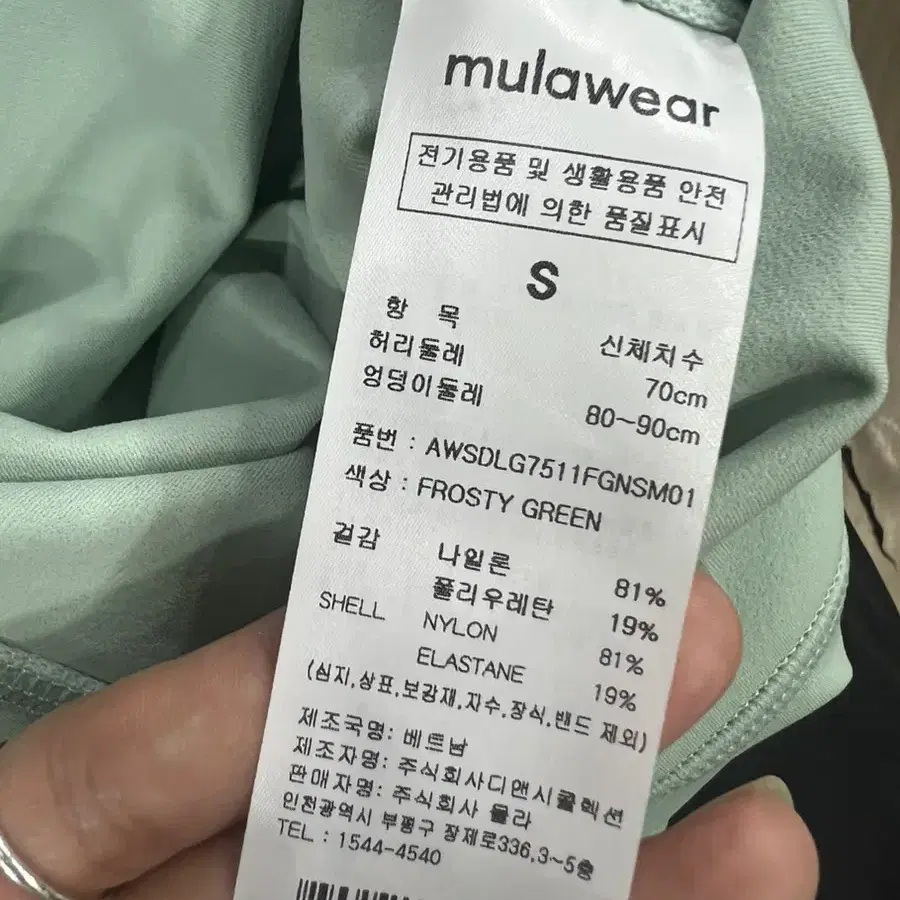 mulawear
전기용품 및 생활용품 안전
관리법에 의한 품질표시
S
항 목 신체치수
허리둘레 70cm
엉덩이둘레 80~90cm
품번 : AWSDLG7511FGNSM01
색상 : FROSTY GREEN
겉감 나일론 81%
폴리우레탄 19%
SHELL NYLON 81%
ELASTANE 19%
(심지,상표,보강재,자수,장식,밴드 제외)
제조국명: 베트남
제조자명: 주식회사디앤시콜렉션
판매자명: 주식회사 뮬라
인천광역시 부평구 장제로336,3~5층
TEL : 1544-4540